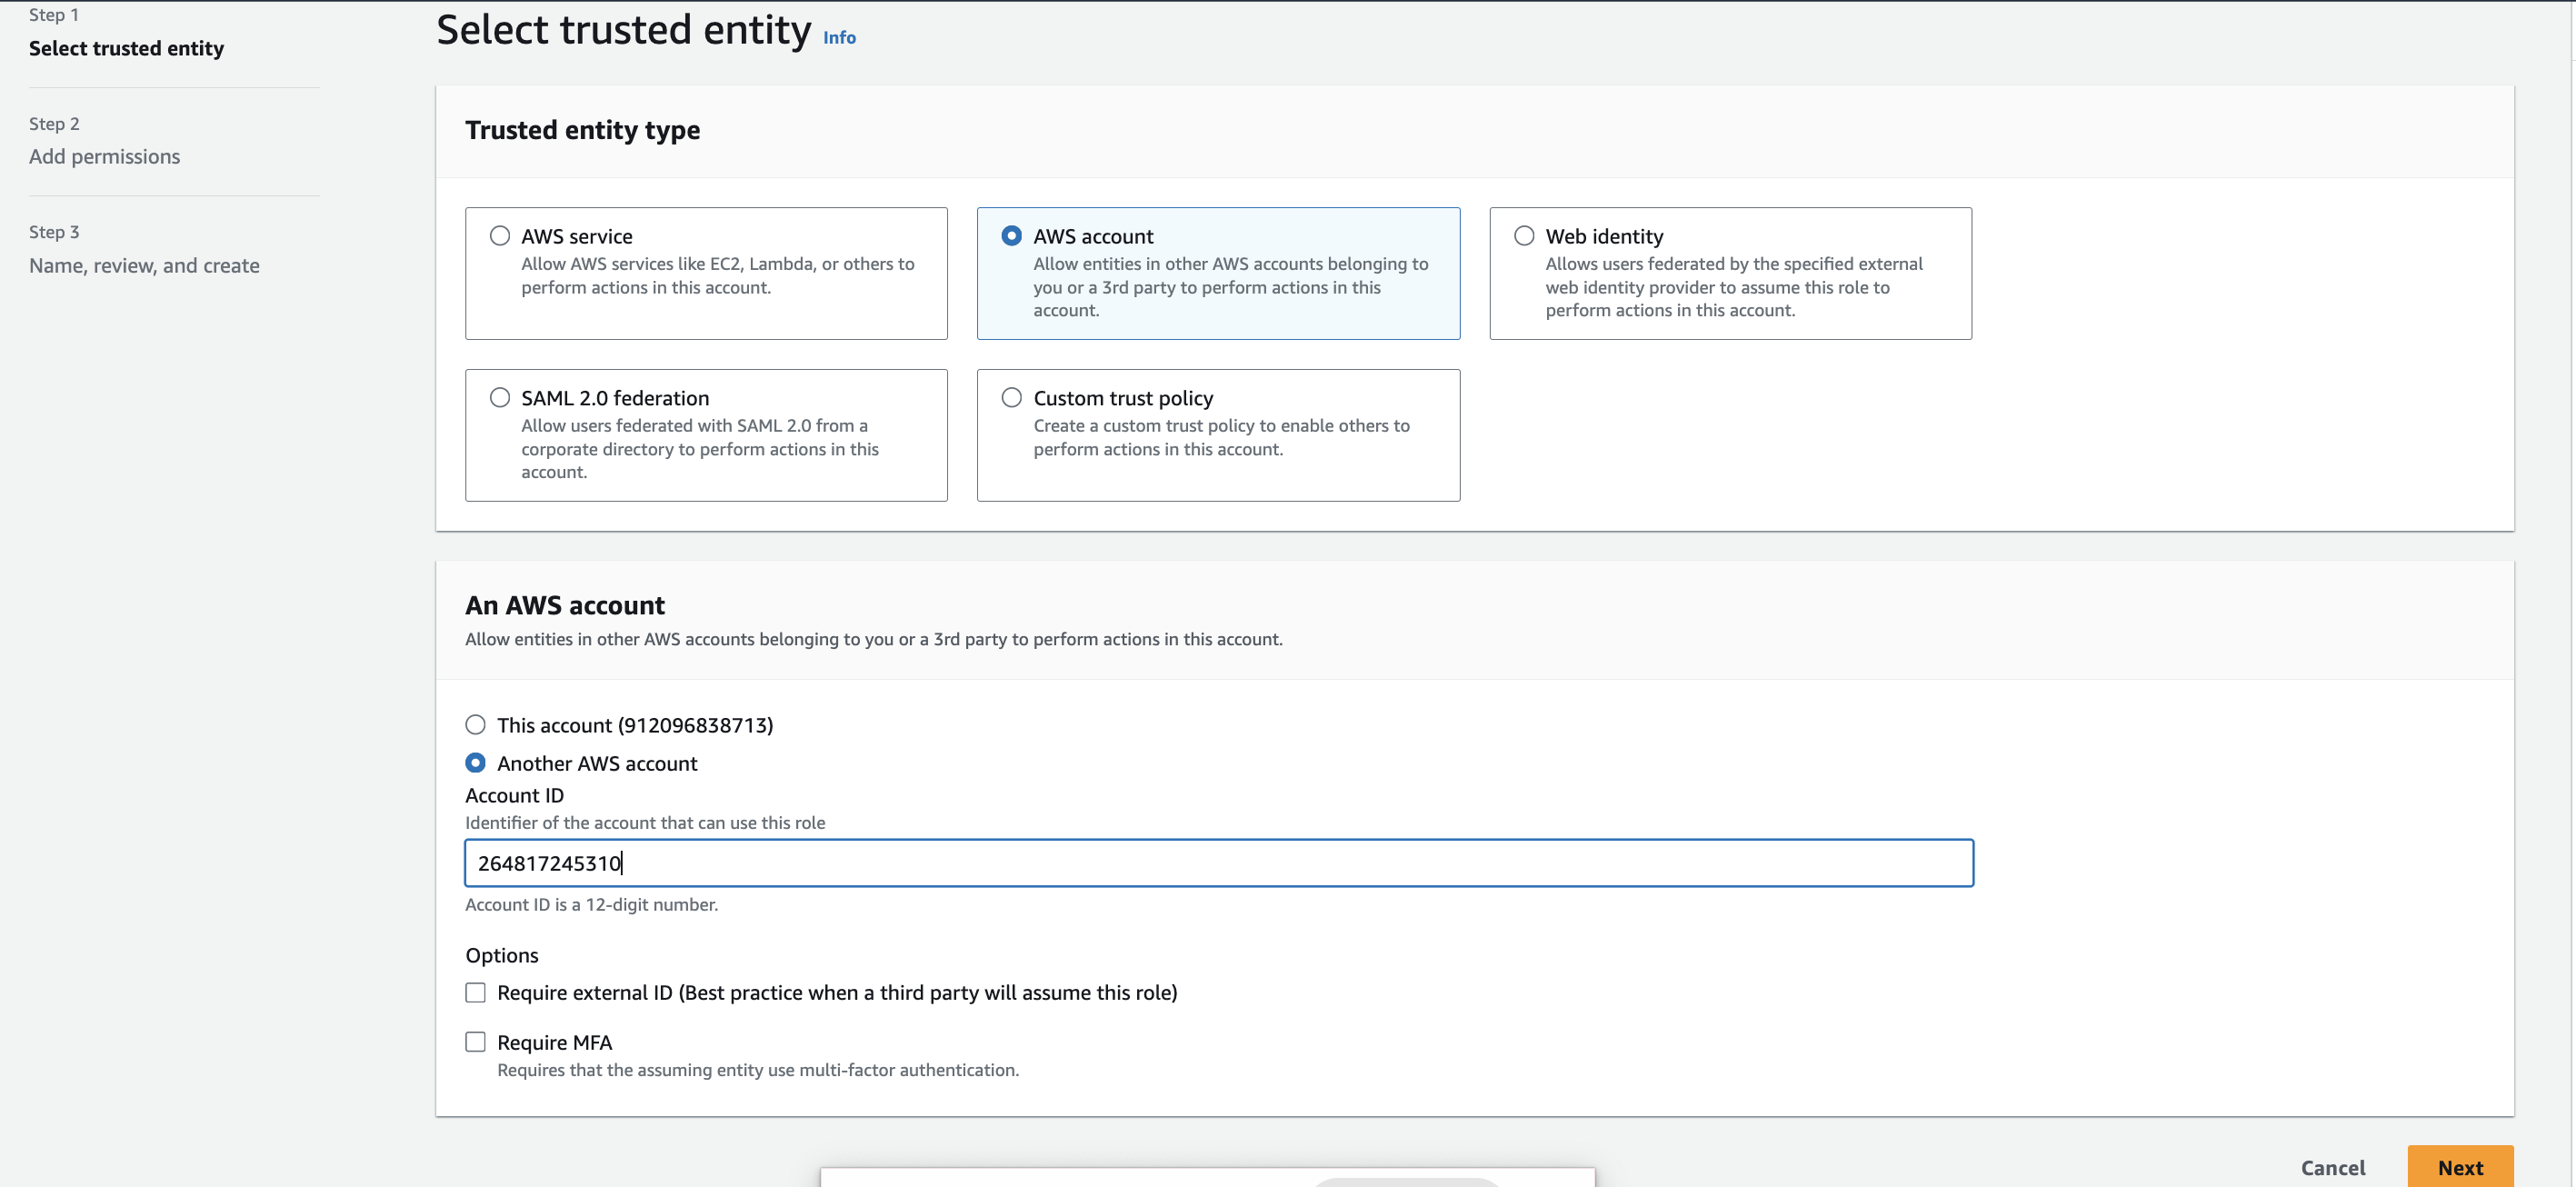 Step 1
Select trusted entity
Step 2
Add permissions
Step 3
Name, review, and create
Select trusted entity Info
Trusted entity type
AWS service
Allow AWS services like EC2, Lambda, or others to
perform actions in this account.
AWS account
Allow entities in other AWS accounts belonging to
you or a 3rd party to perform actions in this
account.
Web identity
Allows users federated by the specified external
web identity provider to assume this role to
perform actions in this account.
SAML 2.0 federation
Allow users federated with SAML 2.0 from a
corporate directory to perform actions in this
account.
Custom trust policy
Create a custom trust policy to enable others to
perform actions in this account.
An AWS account
Allow entities in other AWS accounts belonging to you or a 3rd party to perform actions in this account.
This account (912096838713)
Another AWS account
Account ID
Identifier of the account that can use this role
264817245310
Account ID is a 12-digit number.
Options
Require external ID (Best practice when a third party will assume this role)
Require MFA
Requires that the assuming entity use multi-factor authentication.
Cancel
Next